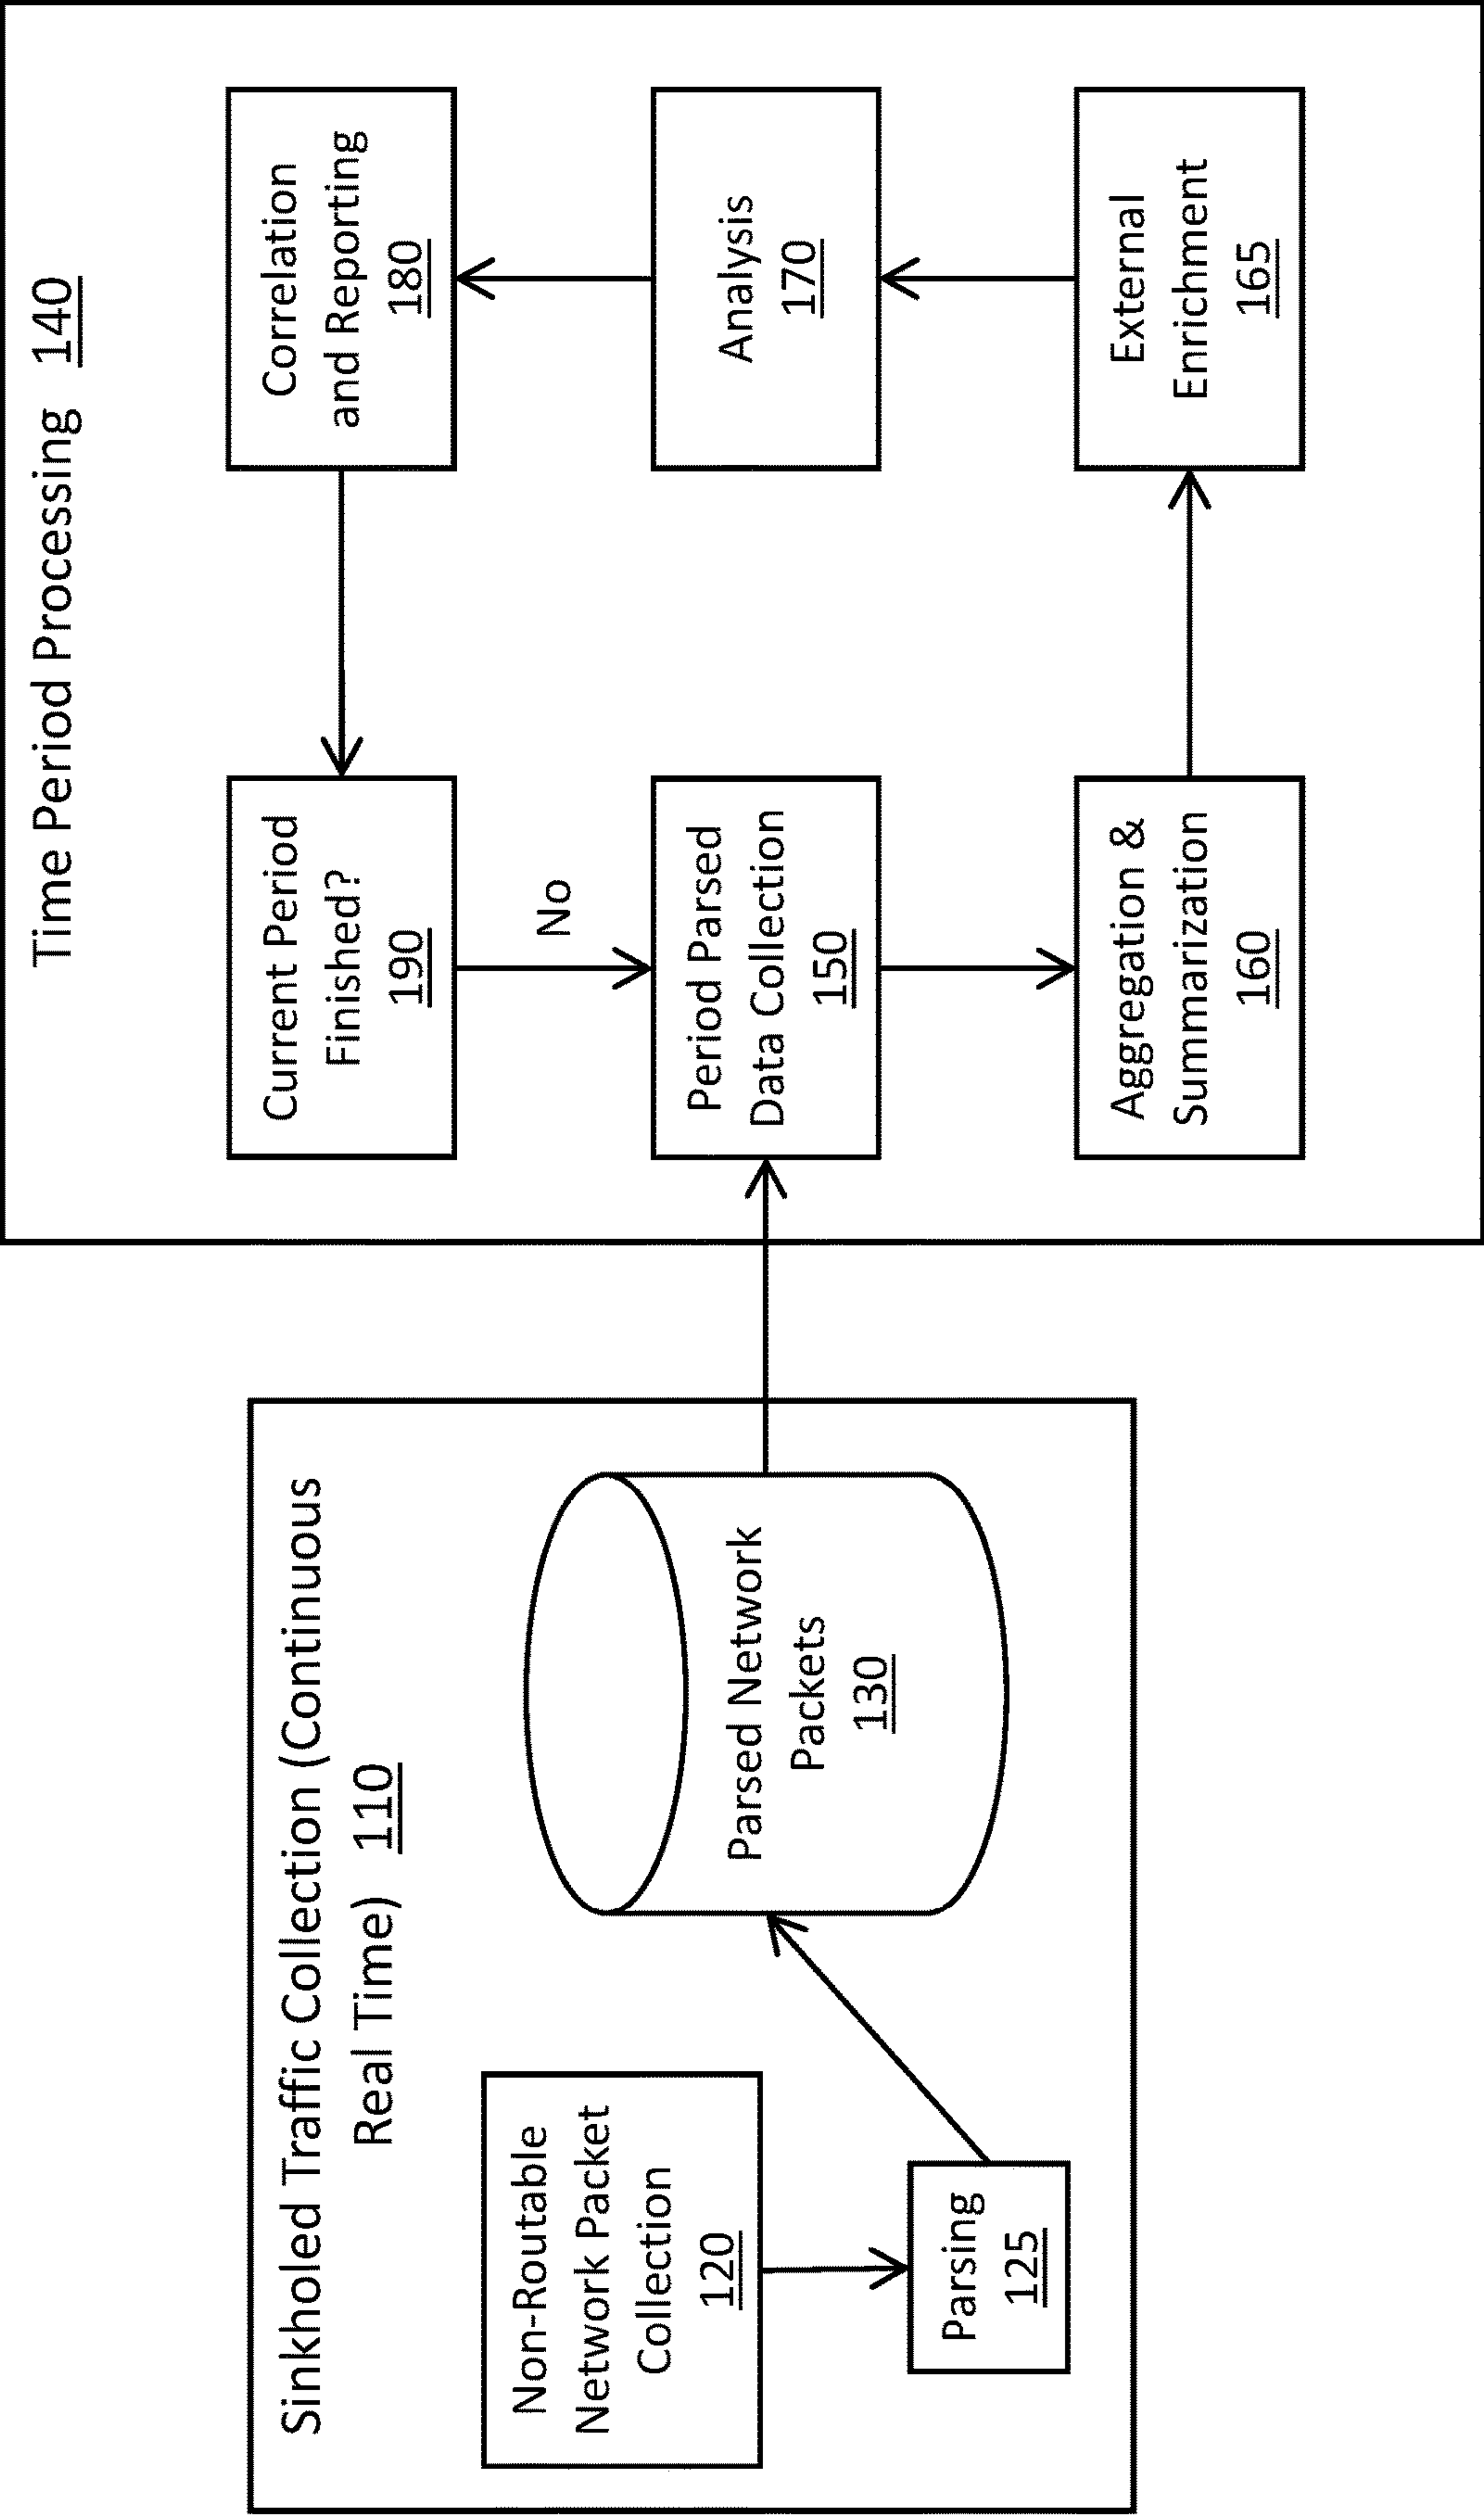 Sinkholed Traffic Collection (Continuous
Real Time) 110
Non-Routable
Network Packet
Collection
120
Parsing
125
Parsed Network
Packets
130
Time Period Processing 140
Current Period
Finished?
190
No
Period Parsed
Data Collection
150
Aggregation &
Summarization
160
External
Enrichment
165
Analysis
170
Correlation
and Reporting
180